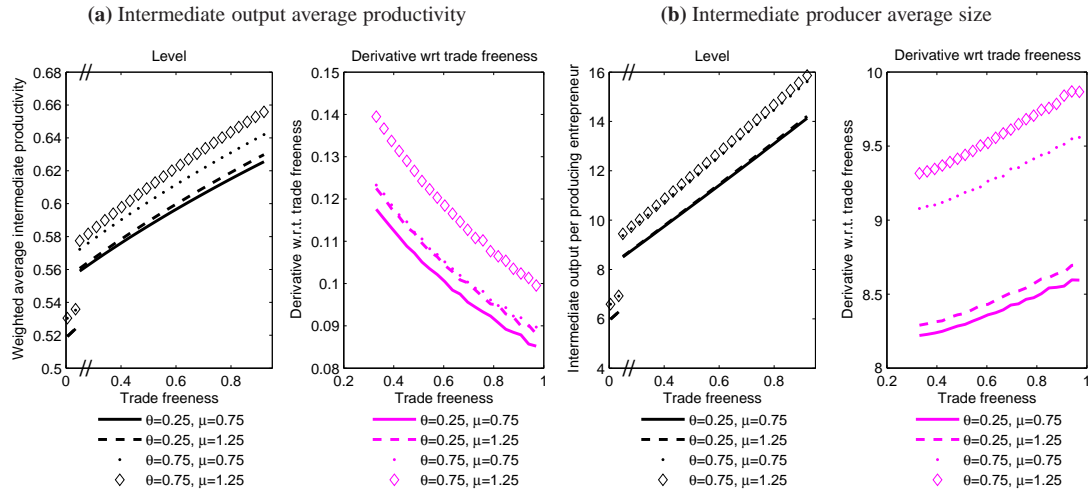 (a) Intermediate output average productivity
(b) Intermediate producer average size
Level
Weighted average intermediate productivity
0.68
0.66
0.64
0.62
0.6
0.58
0.56
0.54
0.52
0.5
0 0.4 0.6 0.8
Trade freeness
θ=0.25, μ=0.75
θ=0.25, μ=1.25
θ=0.75, μ=0.75
θ=0.75, μ=1.25
Derivative wrt trade freeness
Derivative w.r.t. trade freeness
0.15
0.14
0.13
0.12
0.11
0.1
0.09
0.08
0.2 0.4 0.6 0.8 1
Trade freeness
θ=0.25, μ=0.75
θ=0.25, μ=1.25
θ=0.75, μ=0.75
θ=0.75, μ=1.25
Level
Intermediate output per producing entrepreneur
16
14
12
10
8
6
4
0 0.4 0.6 0.8
Trade freeness
θ=0.25, μ=0.75
θ=0.25, μ=1.25
θ=0.75, μ=0.75
θ=0.75, μ=1.25
Derivative wrt trade freeness
Derivative w.r.t. trade freeness
10
9.5
9
8.5
8
0.2 0.4 0.6 0.8 1
Trade freeness
θ=0.25, μ=0.75
θ=0.25, μ=1.25
θ=0.75, μ=0.75
θ=0.75, μ=1.25